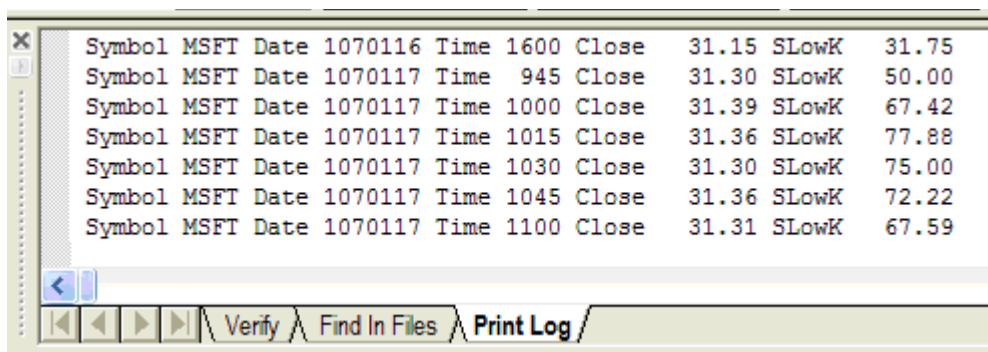 Symbol MSFT Date 1070116 Time 1600 Close   31.15 SLowK   31.75
Symbol MSFT Date 1070117 Time  945 Close   31.30 SLowK   50.00
Symbol MSFT Date 1070117 Time 1000 Close   31.39 SLowK   67.42
Symbol MSFT Date 1070117 Time 1015 Close   31.36 SLowK   77.88
Symbol MSFT Date 1070117 Time 1030 Close   31.30 SLowK   75.00
Symbol MSFT Date 1070117 Time 1045 Close   31.36 SLowK   72.22
Symbol MSFT Date 1070117 Time 1100 Close   31.31 SLowK   67.59
Verify Find In Files Print Log